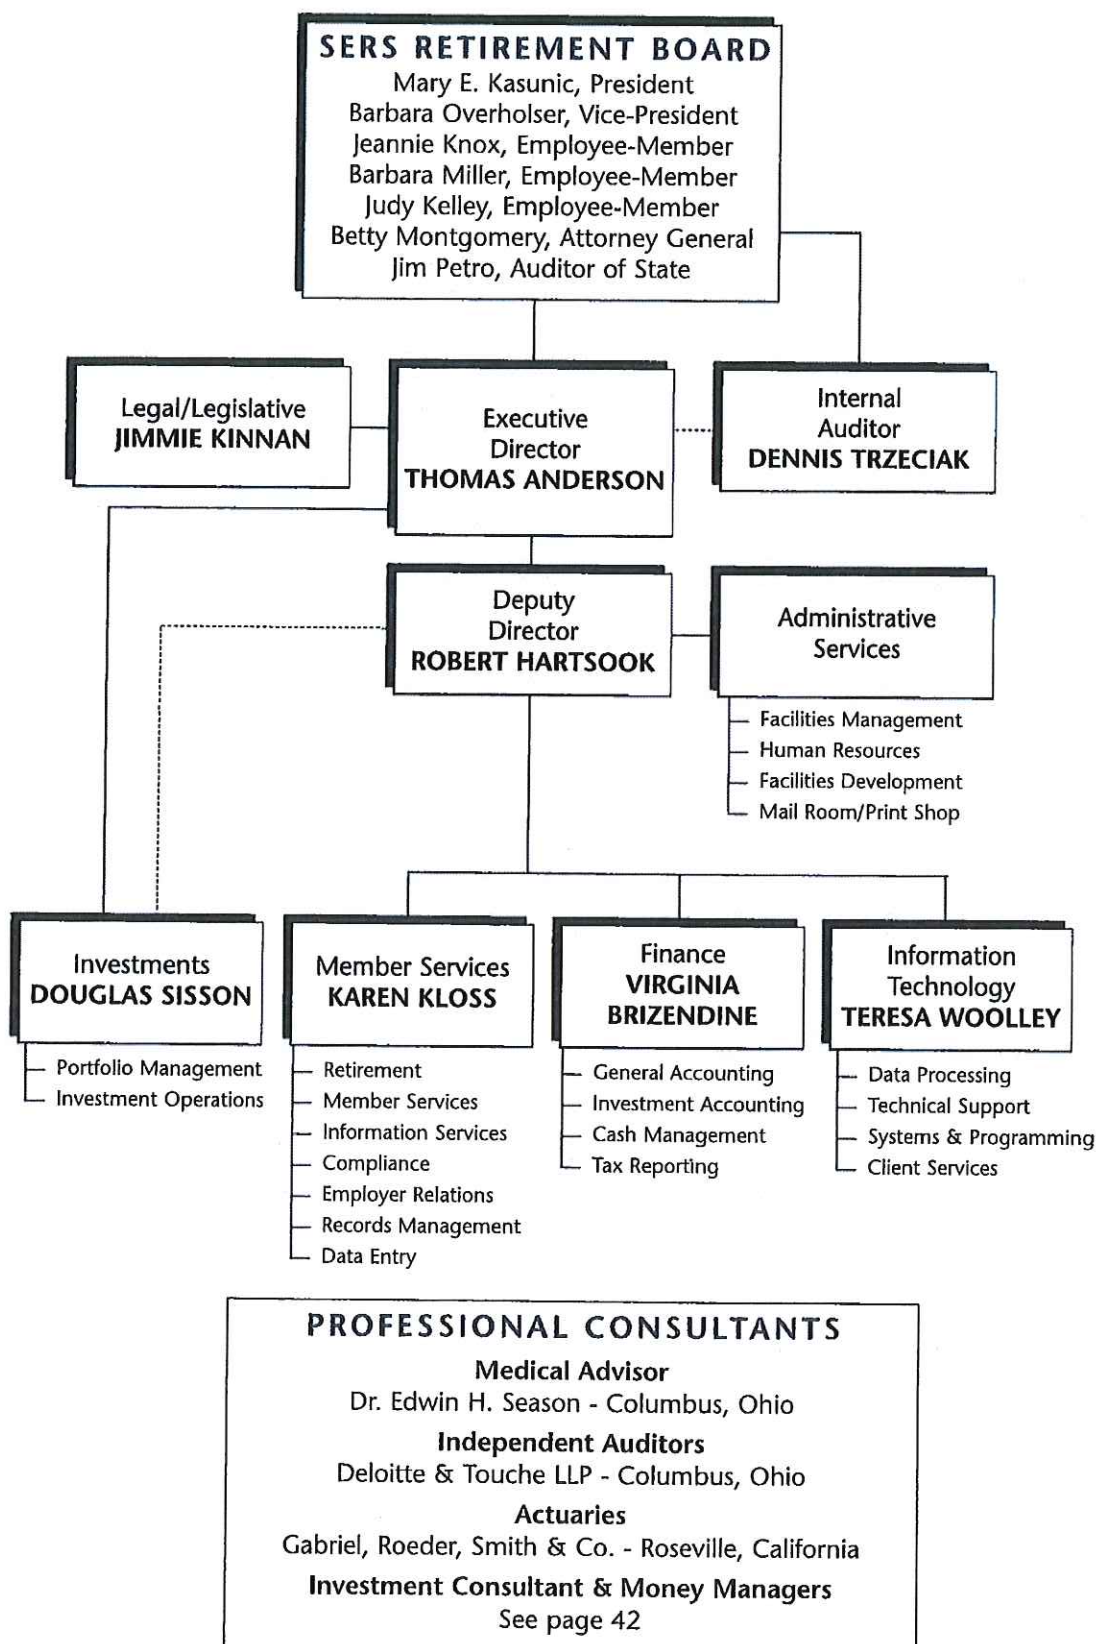 SERS RETIREMENT BOARD
Mary E. Kasunic, President
Barbara Overholser, Vice-President
Jeannie Knox, Employee-Member
Barbara Miller, Employee-Member
Judy Kelley, Employee-Member
Betty Montgomery, Attorney General
Jim Petro, Auditor of State
Legal/Legislative
JIMMIE KINNAN
Executive
Director
THOMAS ANDERSON
Internal
Auditor
DENNIS TRZECIAK
Deputy
Director
ROBERT HARTSOOK
Administrative
Services
Facilities Management
Human Resources
Facilities Development
Mail Room/Print Shop
Investments
DOUGLAS SISSON
Portfolio Management
Investment Operations
Member Services
KAREN KLOSS
Retirement
Member Services
Information Services
Compliance
Employer Relations
Records Management
Data Entry
Finance
VIRGINIA
BRIZENDINE
General Accounting
Investment Accounting
Cash Management
Tax Reporting
Information
Technology
TERESA WOOLLEY
Data Processing
Technical Support
Systems & Programming
Client Services
PROFESSIONAL CONSULTANTS
Medical Advisor
Dr. Edwin H. Season - Columbus, Ohio
Independent Auditors
Deloitte & Touche LLP - Columbus, Ohio
Actuaries
Gabriel, Roeder, Smith & Co. - Roseville, California
Investment Consultant & Money Managers
See page 42